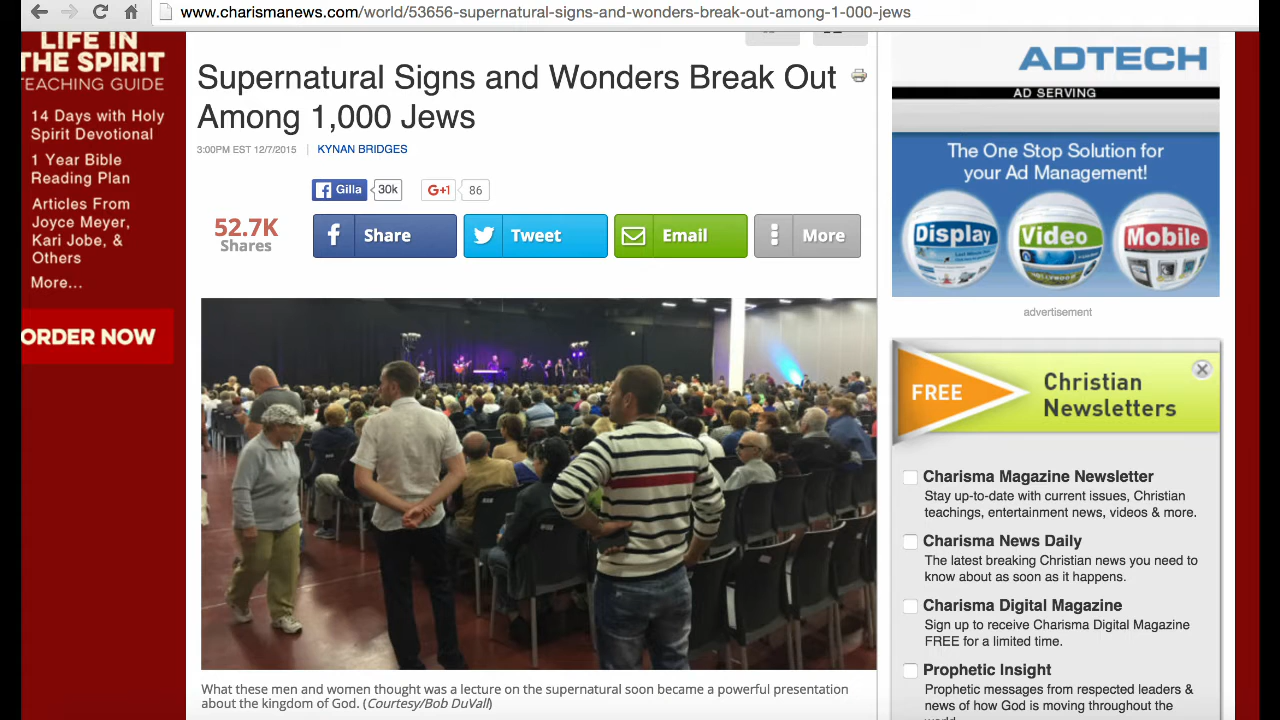 www.charismanews.com/world/53656-supernatural-signs-and-wonders-break-out-among-1-000-jews
LIFE IN
THE SPIRIT
TEACHING GUIDE
14 Days with Holy
Spirit Devotional
1 Year Bible
Reading Plan
Articles From
Joyce Meyer,
Kari Jobe, &
Others
More...
ORDER NOW
Supernatural Signs and Wonders Break Out
Among 1,000 Jews
3:00PM EST 12/7/2015 | KYNAN BRIDGES
Gilla 30k
G+1 86
52.7K
Shares
Share
Tweet
Email
More
What these men and women thought was a lecture on the supernatural soon became a powerful presentation
about the kingdom of God. (Courtesy/Bob DuVall)
ADTECH
AD SERVING
The One Stop Solution for
your Ad Management!
Display
Video
Mobile
advertisement
FREE
Christian
Newsletters
Charisma Magazine Newsletter
Stay up-to-date with current issues, Christian
teachings, entertainment news, videos & more.
Charisma News Daily
The latest breaking Christian news you need to
know about as soon as it happens.
Charisma Digital Magazine
Sign up to receive Charisma Digital Magazine
FREE for a limited time.
Prophetic Insight
Prophetic messages from respected leaders &
news of how God is moving throughout the